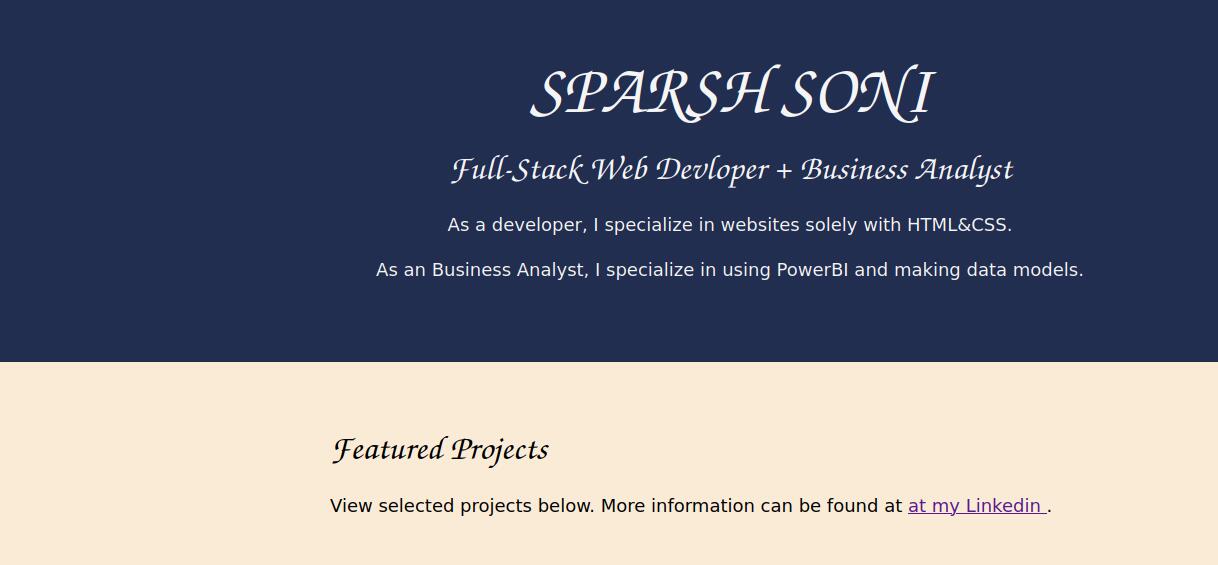 SPARSH SONI
Full-Stack Web Devloper + Business Analyst
As a developer, I specialize in websites solely with HTML&CSS.
As an Business Analyst, I specialize in using PowerBI and making data models.
Featured Projects
View selected projects below. More information can be found at at my Linkedin .